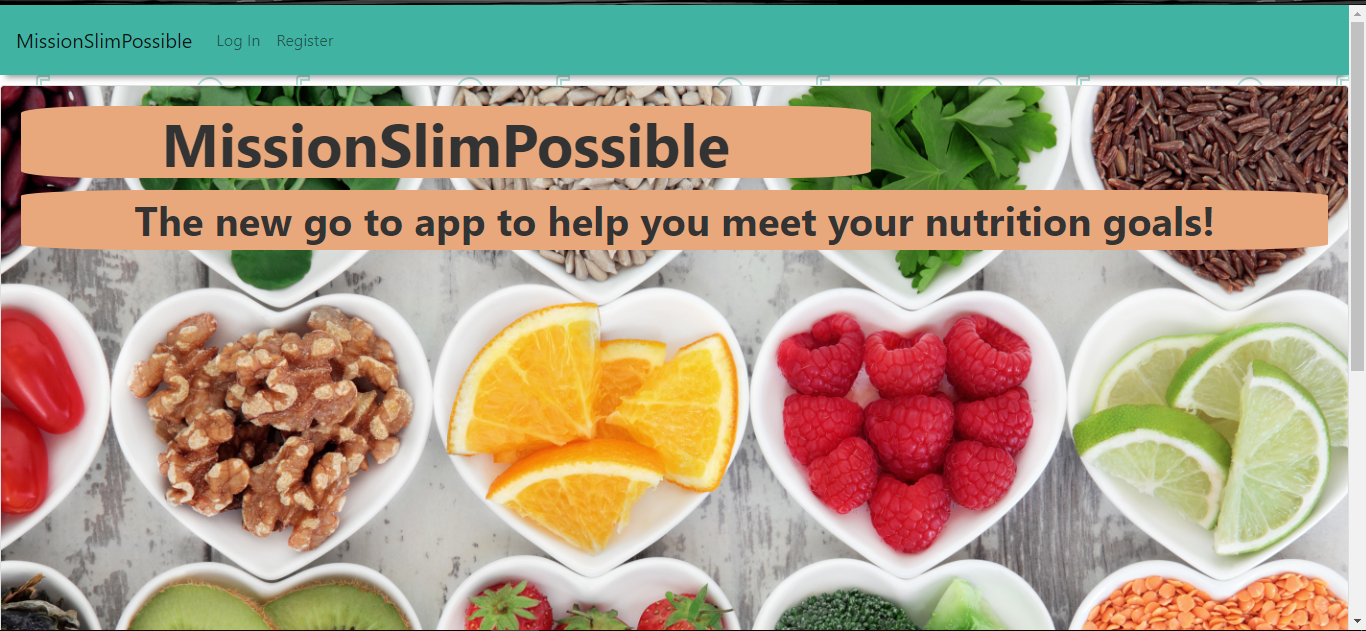 MissionSlimPossible Log In Register
MissionSlimPossible
The new go to app to help you meet your nutrition goals!